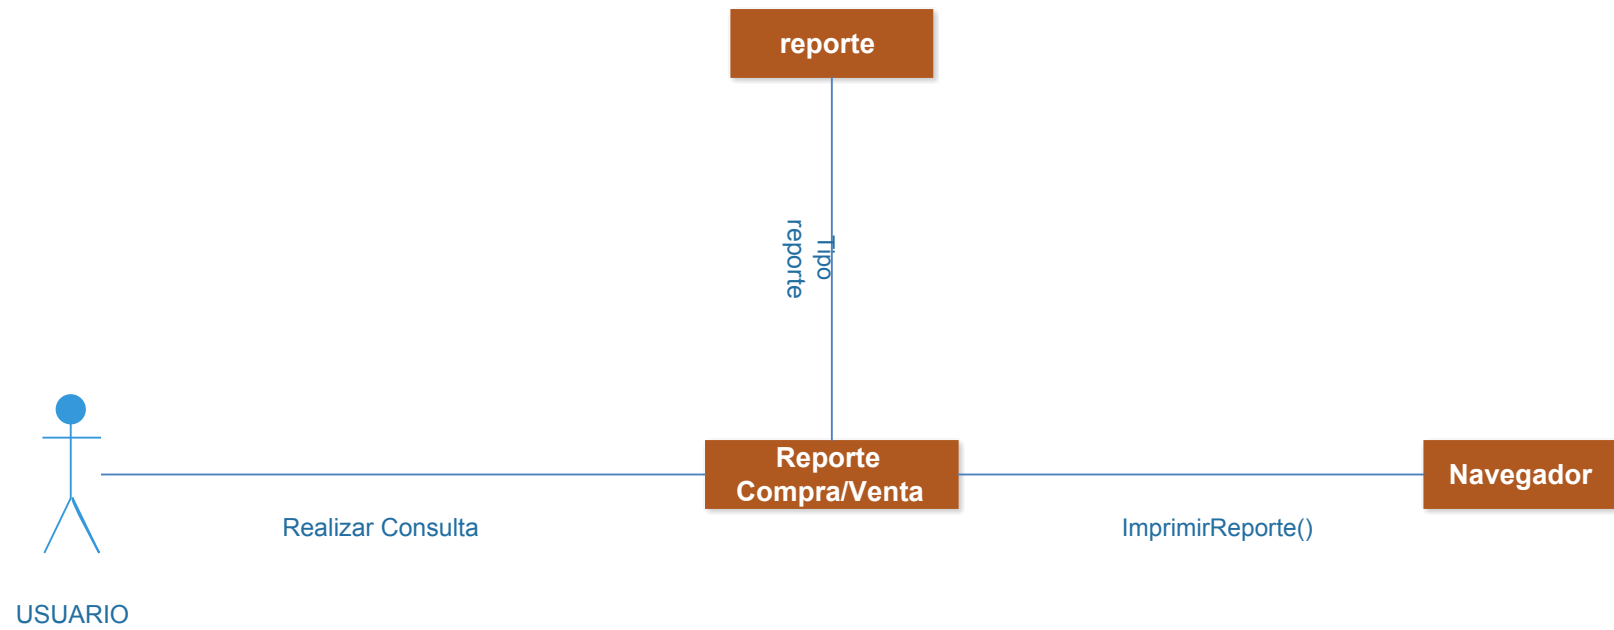 reporte
Tipo
reporte
Reporte
Compra/Venta
Navegador
Realizar Consulta
ImprimirReporte()
USUARIO